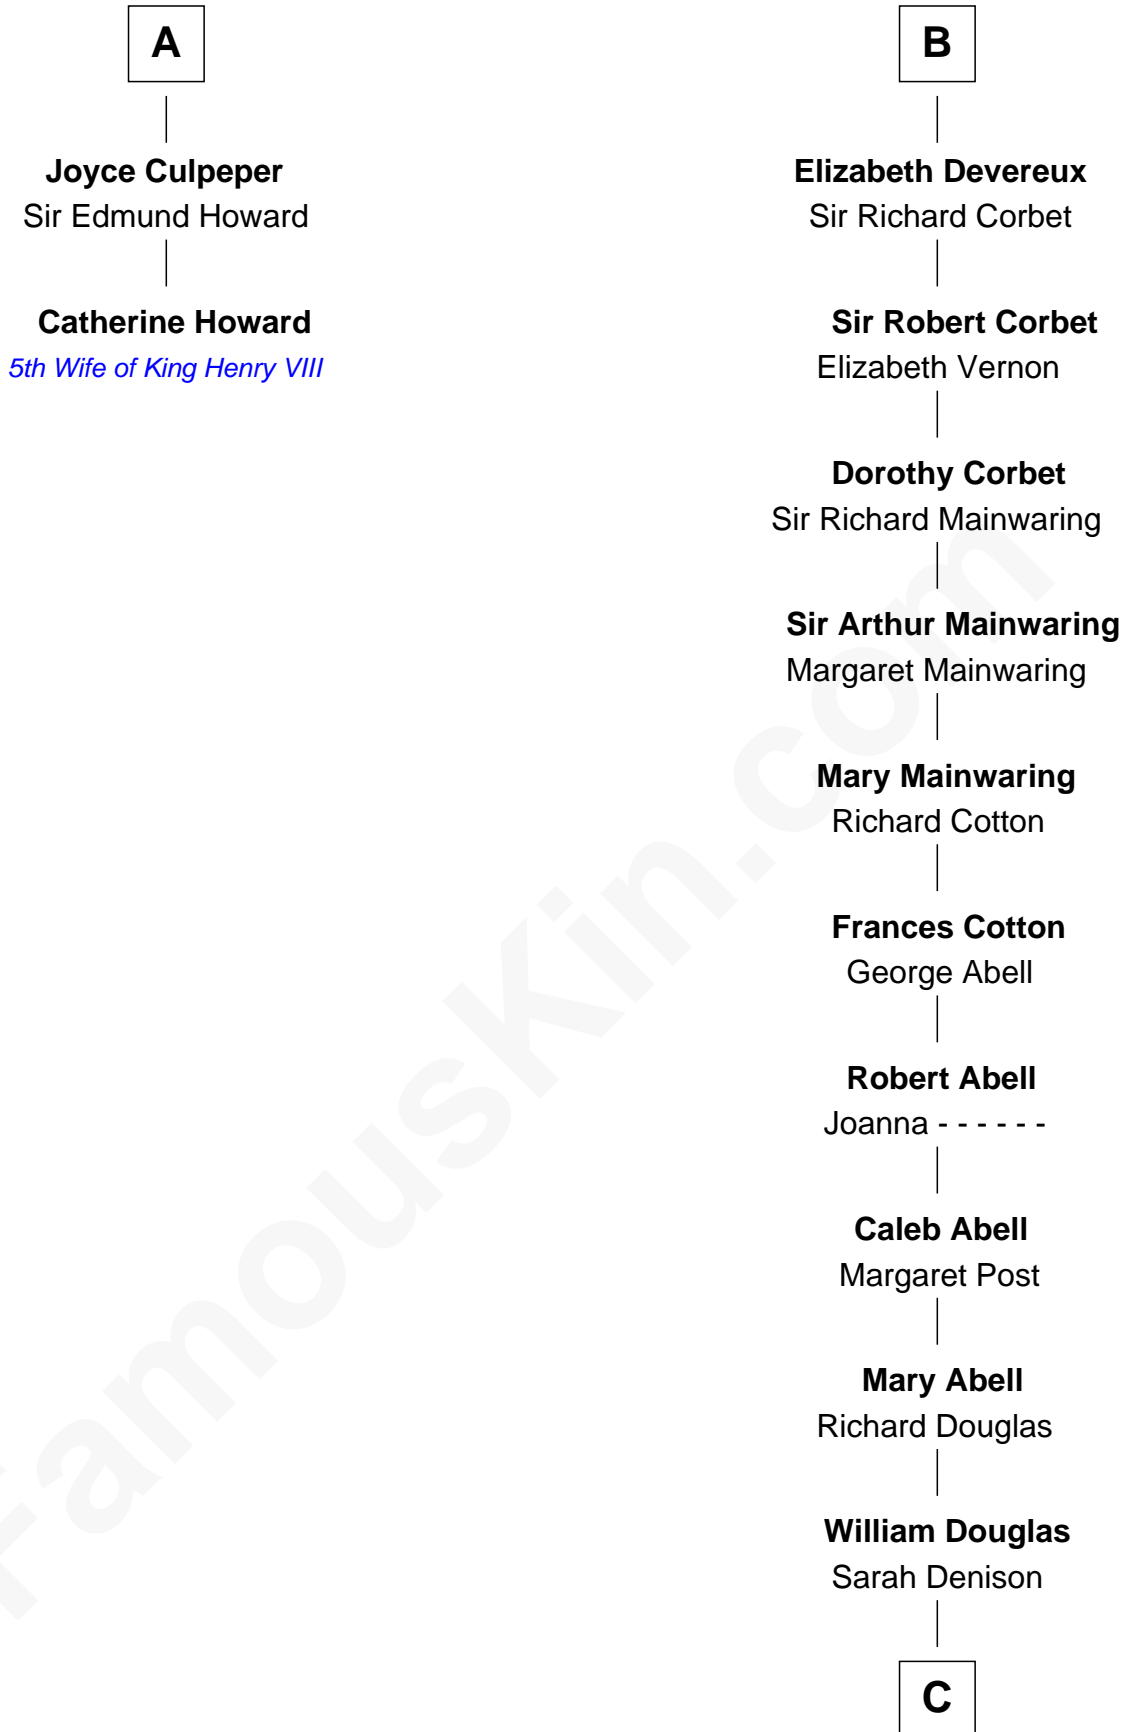 A
Joyce Culpeper
Sir Edmund Howard
Catherine Howard
5th Wife of King Henry VIII
B
Elizabeth Devereux
Sir Richard Corbet
Sir Robert Corbet
Elizabeth Vernon
Dorothy Corbet
Sir Richard Mainwaring
Sir Arthur Mainwaring
Margaret Mainwaring
Mary Mainwaring
Richard Cotton
Frances Cotton
George Abell
Robert Abell
Joanna - - - - - -
Caleb Abell
Margaret Post
Mary Abell
Richard Douglas
William Douglas
Sarah Denison
C
FamousKin.com